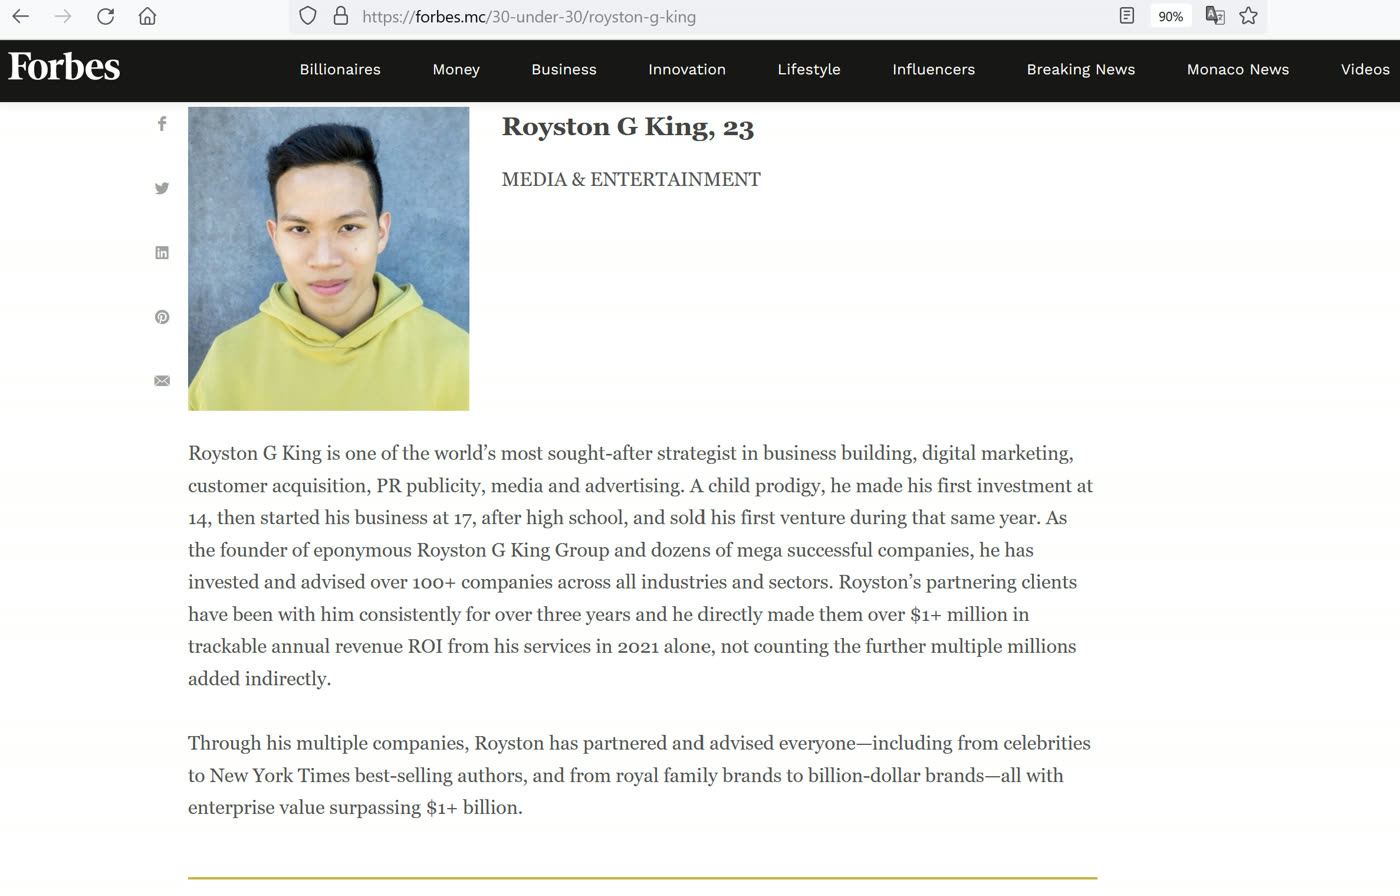 https://forbes.mc/30-under-30/royston-g-king
90%
Forbes
Billionaires Money Business Innovation Lifestyle Influencers Breaking News Monaco News Videos
Royston G King, 23
MEDIA & ENTERTAINMENT
Royston G King is one of the world’s most sought-after strategist in business building, digital marketing,
customer acquisition, PR publicity, media and advertising. A child prodigy, he made his first investment at
14, then started his business at 17, after high school, and sold his first venture during that same year. As
the founder of eponymous Royston G King Group and dozens of mega successful companies, he has
invested and advised over 100+ companies across all industries and sectors. Royston’s partnering clients
have been with him consistently for over three years and he directly made them over $1+ million in
trackable annual revenue ROI from his services in 2021 alone, not counting the further multiple millions
added indirectly.
Through his multiple companies, Royston has partnered and advised everyone—including from celebrities
to New York Times best-selling authors, and from royal family brands to billion-dollar brands—all with
enterprise value surpassing $1+ billion.